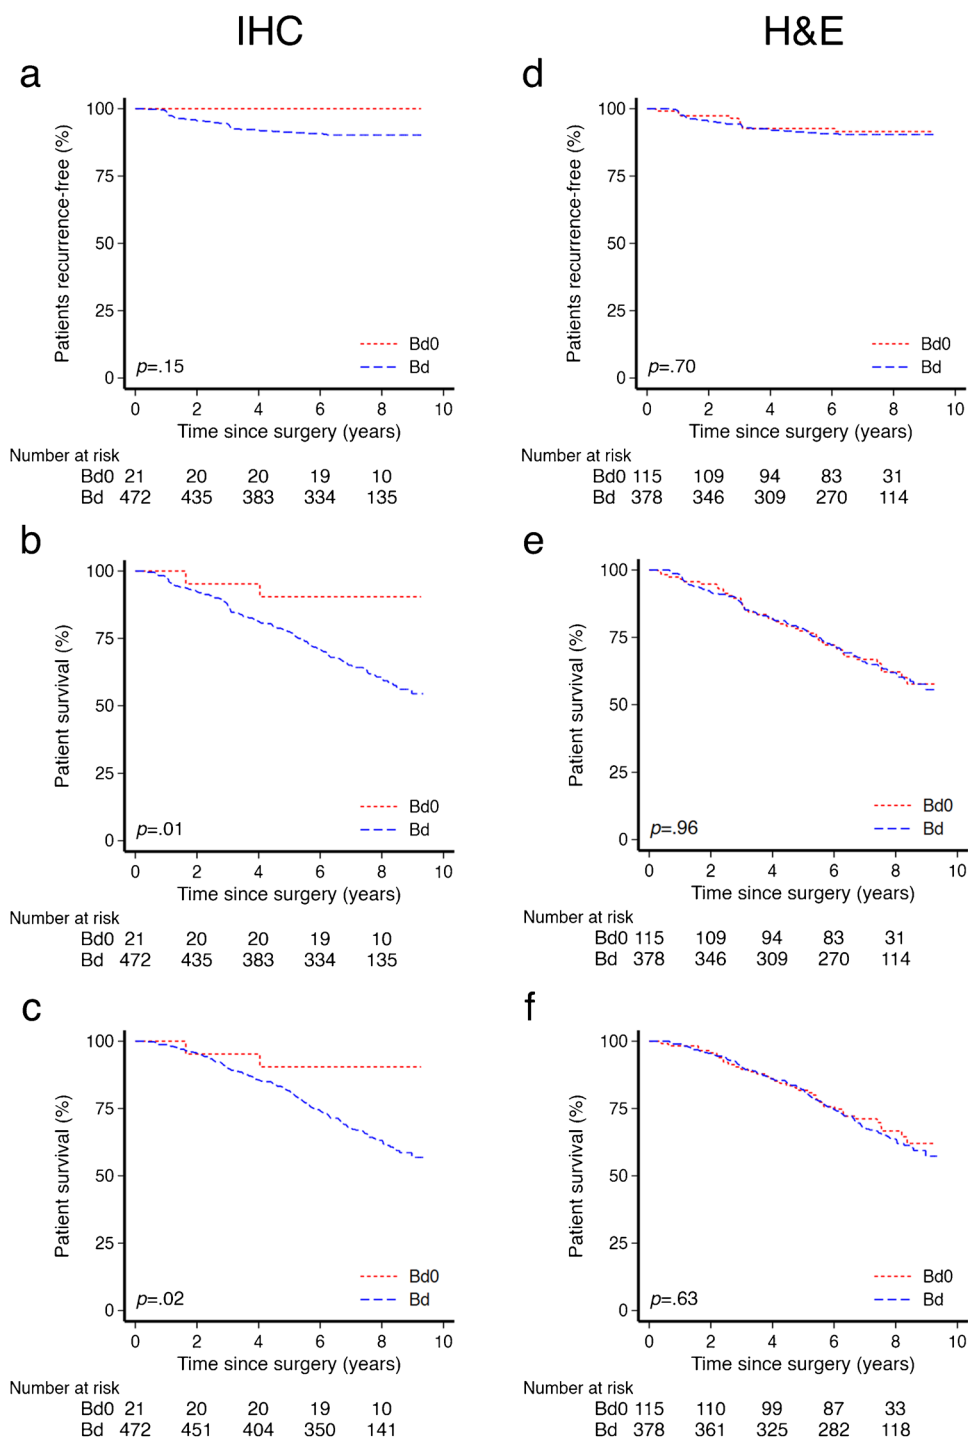 IHC
H&E
a
Patients recurrence-free (%)
100
75
50
25
0
Bd0
Bd
p=.15
0 2 4 6 8 10
Time since surgery (years)
Number at risk
Bd0 21 20 20 19 10
Bd 472 435 383 334 135
d
Patients recurrence-free (%)
100
75
50
25
0
Bd0
Bd
p=.70
0 2 4 6 8 10
Time since surgery (years)
Number at risk
Bd0 115 109 94 83 31
Bd 378 346 309 270 114
b
Patient survival (%)
100
75
50
25
0
Bd0
Bd
p=.01
0 2 4 6 8 10
Time since surgery (years)
Number at risk
Bd0 21 20 20 19 10
Bd 472 435 383 334 135
e
Patient survival (%)
100
75
50
25
0
Bd0
Bd
p=.96
0 2 4 6 8 10
Time since surgery (years)
Number at risk
Bd0 115 109 94 83 31
Bd 378 346 309 270 114
c
Patient survival (%)
100
75
50
25
0
Bd0
Bd
p=.02
0 2 4 6 8 10
Time since surgery (years)
Number at risk
Bd0 21 20 20 19 10
Bd 472 451 404 350 141
f
Patient survival (%)
100
75
50
25
0
Bd0
Bd
p=.63
0 2 4 6 8 10
Time since surgery (years)
Number at risk
Bd0 115 110 99 87 33
Bd 378 361 325 282 118